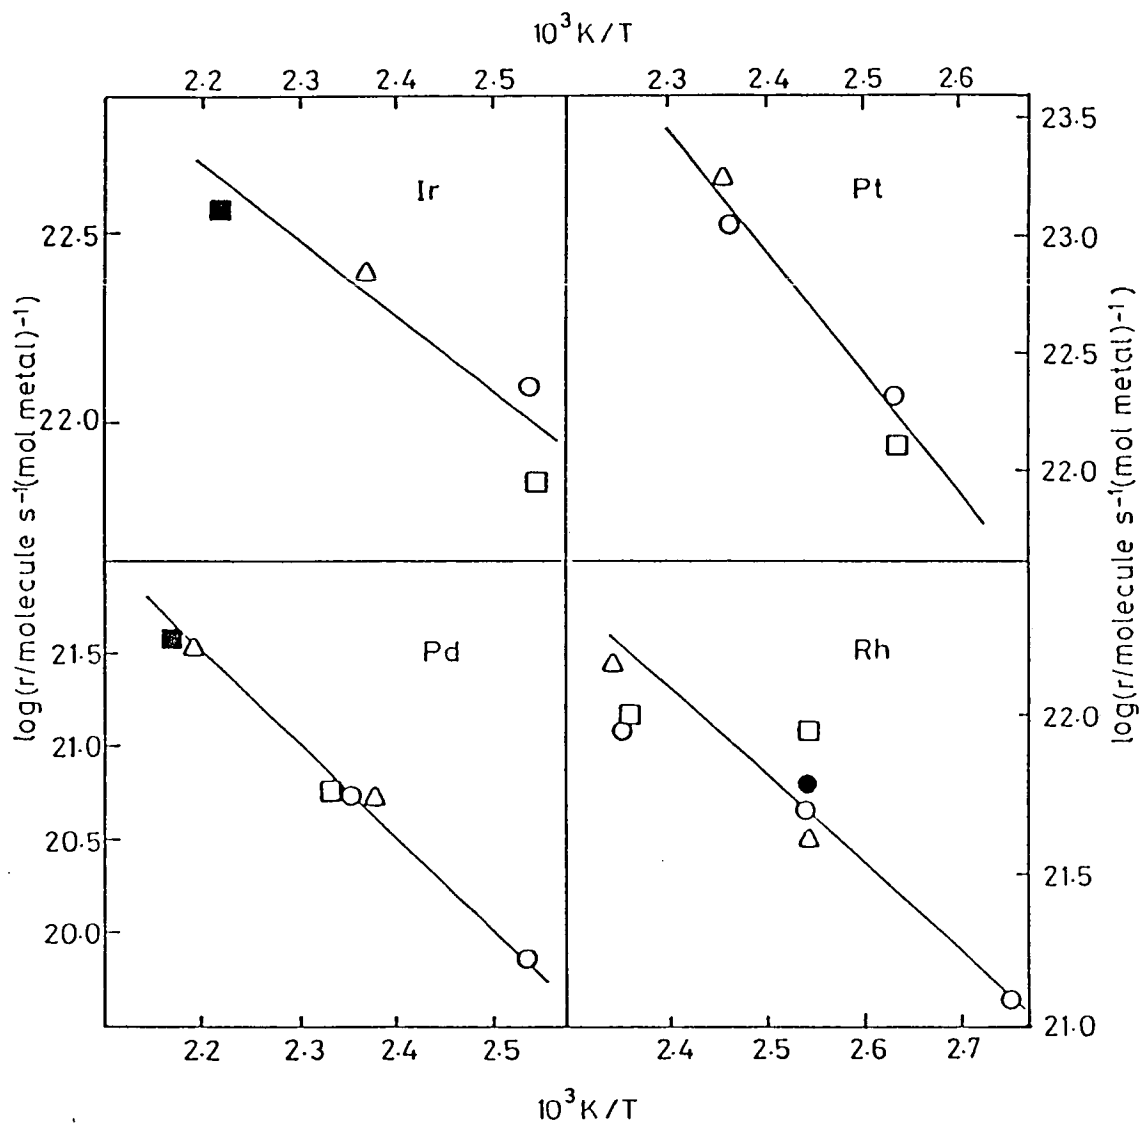 10³K/T
2·2 2·3 2·4 2·5 2·3 2·4 2·5 2·6
Ir
22·5
22·0
Pt
23·5
23·0
22·5
22·0
log(r/molecule s⁻¹(mol metal)⁻¹)
log(r/molecule s⁻¹(mol metal)⁻¹)
Pd
21·5
21·0
20·5
20·0
Rh
22·0
21·5
21·0
2·2 2·3 2·4 2·5 2·4 2·5 2·6 2·7
10³K/T